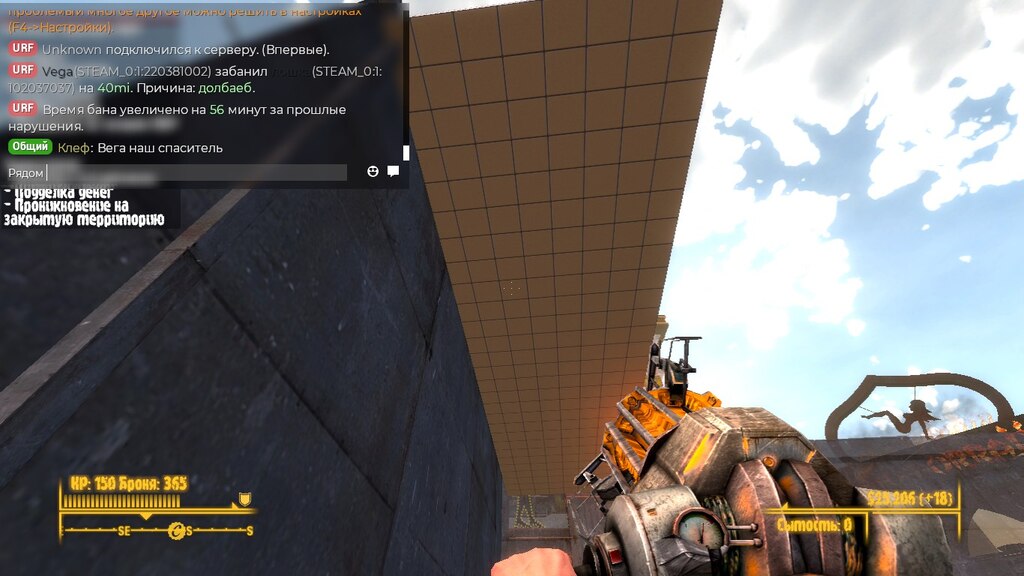 проблемы и многое другое можно решить в настройках
(F4->Настройки).
URF Unknown подключился к серверу. (Впервые).
URF Vega (STEAM_0:1:220381002) забанил (STEAM_0:1:
102037037) на 40mi. Причина: долбаеб.
URF Время бана увеличено на 56 минут за прошлые
нарушения.
Общий Клеф: Вега наш спаситель
Рядом
- Подделка денег
- Проникновение на
закрытую территорию
HP: 150 Броня: 365
SE S S
(+18)
Сытость: 0